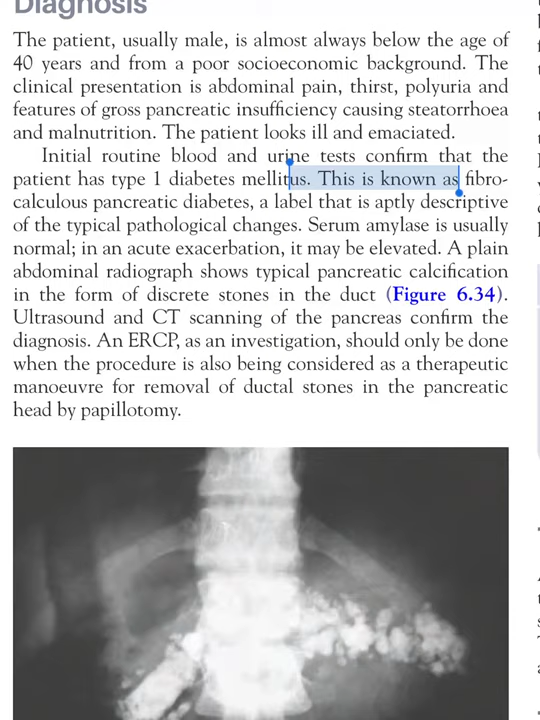 Diagnosis
The patient, usually male, is almost always below the age of
40 years and from a poor socioeconomic background. The
clinical presentation is abdominal pain, thirst, polyuria and
features of gross pancreatic insufficiency causing steatorrhoea
and malnutrition. The patient looks ill and emaciated.
Initial routine blood and urine tests confirm that the
patient has type 1 diabetes mellitus. This is known as fibro-
calculous pancreatic diabetes, a label that is aptly descriptive
of the typical pathological changes. Serum amylase is usually
normal; in an acute exacerbation, it may be elevated. A plain
abdominal radiograph shows typical pancreatic calcification
in the form of discrete stones in the duct (Figure 6.34).
Ultrasound and CT scanning of the pancreas confirm the
diagnosis. An ERCP, as an investigation, should only be done
when the procedure is also being considered as a therapeutic
manoeuvre for removal of ductal stones in the pancreatic
head by papillotomy.